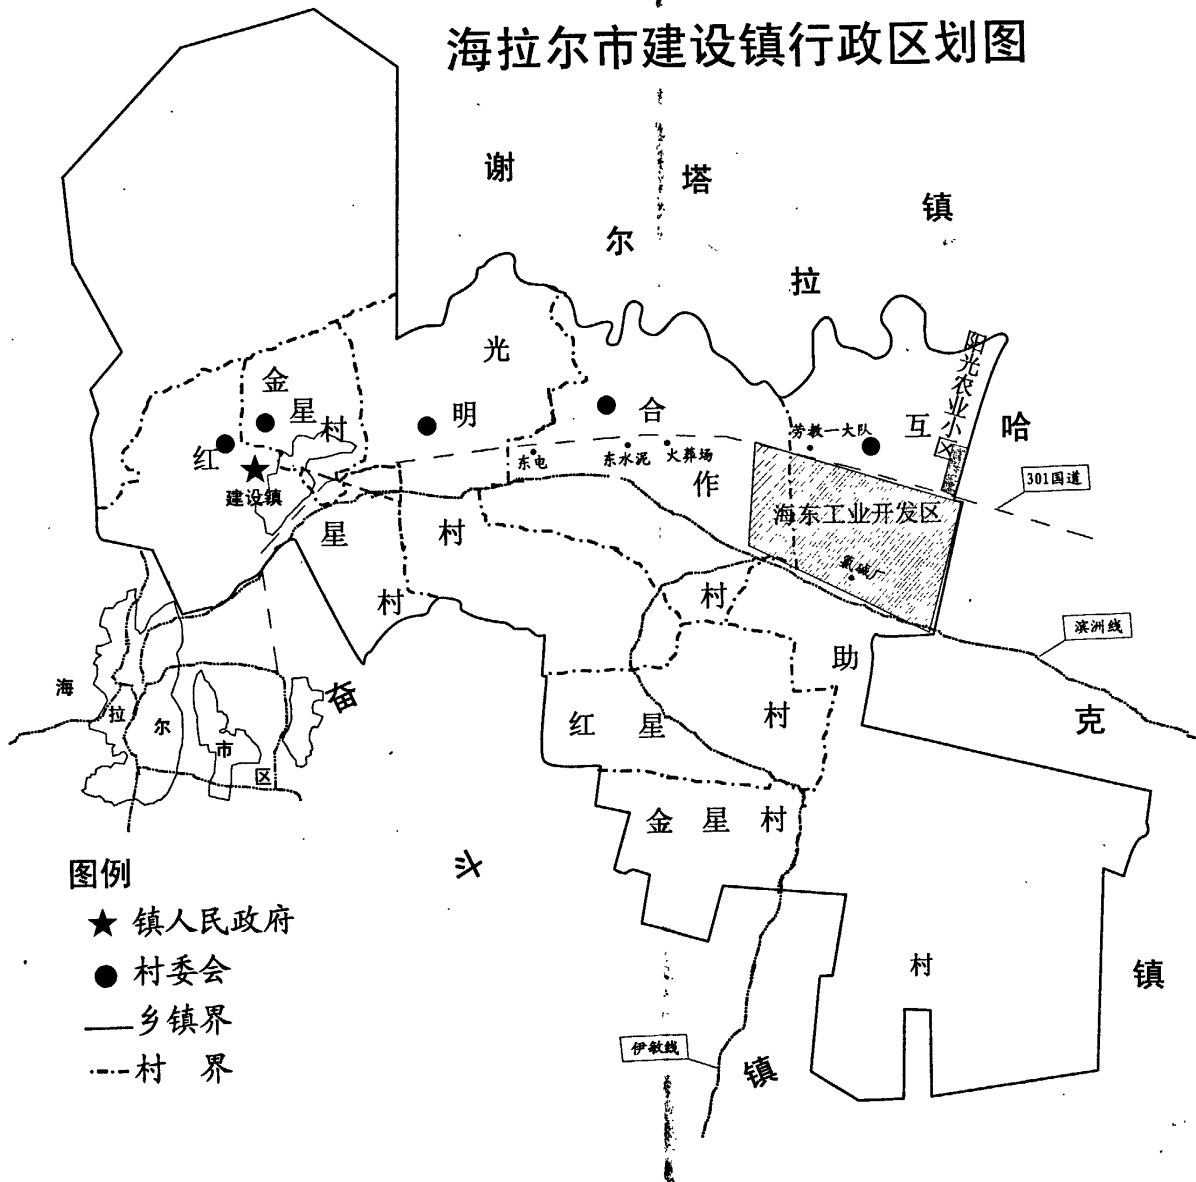 海拉尔市建设镇行政区划图
谢尔塔拉镇
哈克镇
奋斗镇
光明村
金星村
红星村
合作村
互助村
阳光农业小区
劳教一大队
东电
东水泥
火葬场
建设镇
海东工业开发区
氯碱厂
301国道
滨洲线
海拉尔市区
红星
金星村
伊敏线
图例
镇人民政府
村委会
乡镇界
村 界